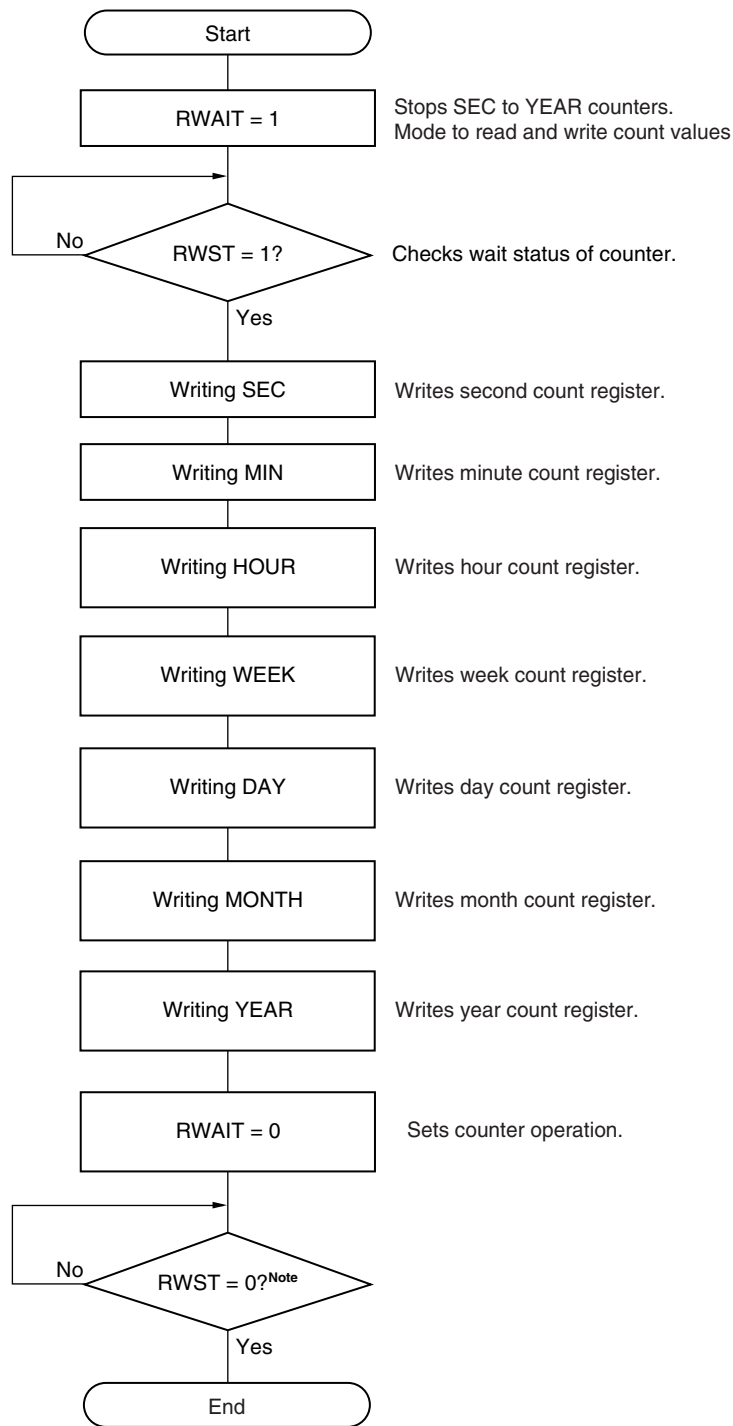 Start
RWAIT = 1
Stops SEC to YEAR counters.
Mode to read and write count values
No
RWST = 1?
Checks wait status of counter.
Yes
Writing SEC
Writes second count register.
Writing MIN
Writes minute count register.
Writing HOUR
Writes hour count register.
Writing WEEK
Writes week count register.
Writing DAY
Writes day count register.
Writing MONTH
Writes month count register.
Writing YEAR
Writes year count register.
RWAIT = 0
Sets counter operation.
No
RWST = 0?Note
Yes
End